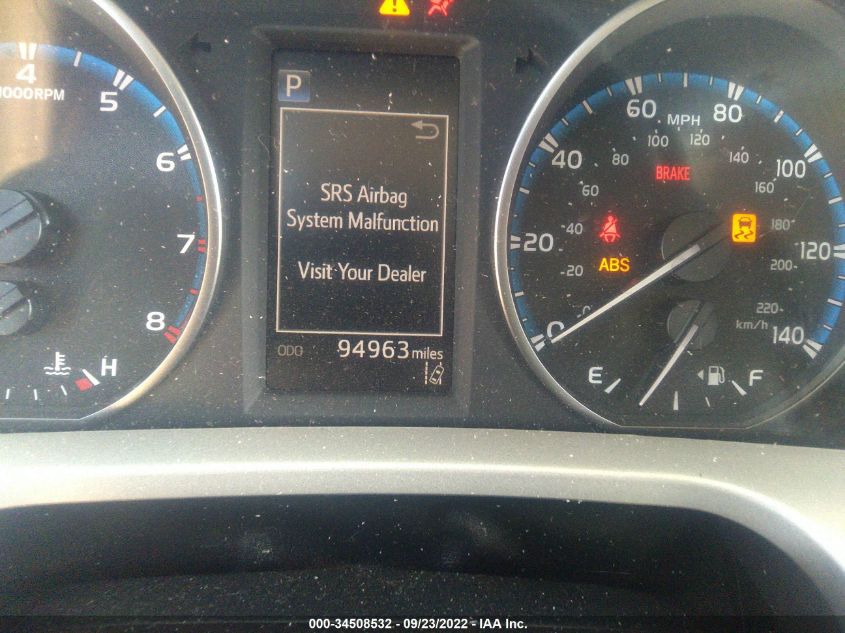 4
5
6
7
8
1000RPM
H
P
SRS Airbag
System Malfunction
Visit Your Dealer
ODO 94963 miles
0
20
40
60
80
100
120
140
MPH
20
40
60
80
100
120
140
160
180
200
220
km/h
BRAKE
ABS
E
F
000-34508532 - 09/23/2022 - IAA Inc.